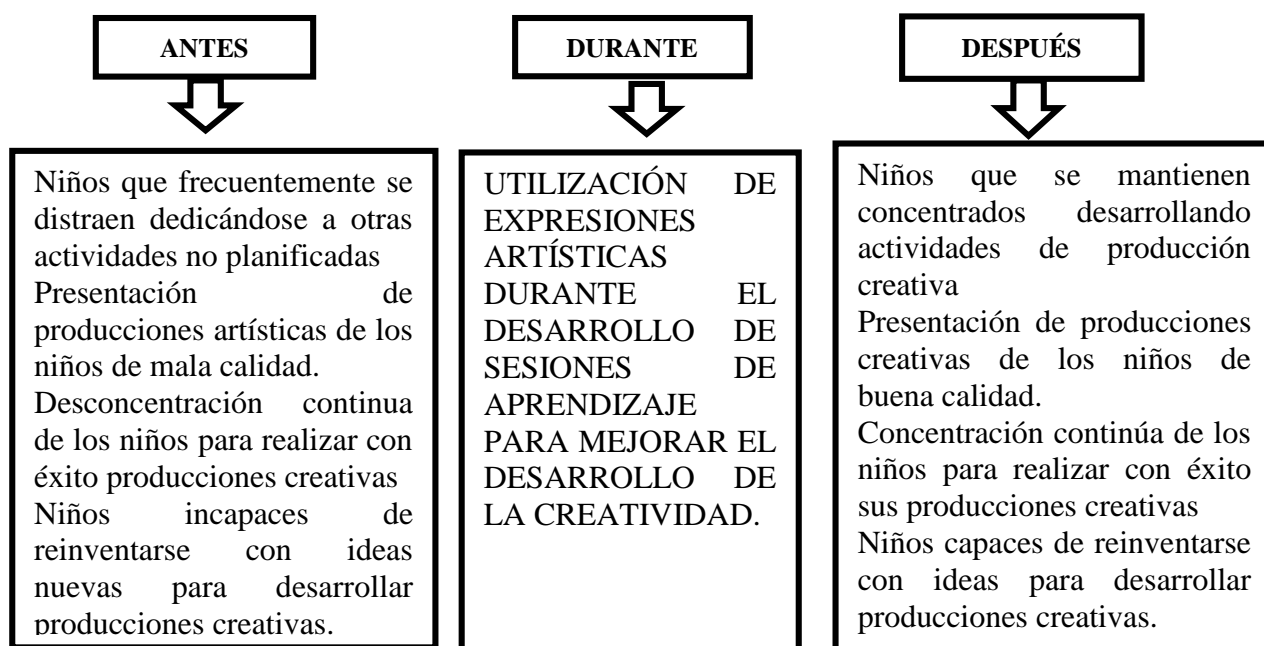 ANTES
Niños que frecuentemente se
distraen dedicándose a otras
actividades no planificadas
Presentación de
producciones artísticas de los
niños de mala calidad.
Desconcentración continua
de los niños para realizar con
éxito producciones creativas
Niños incapaces de
reinventarse con ideas
nuevas para desarrollar
producciones creativas.
DURANTE
UTILIZACIÓN DE
EXPRESIONES
ARTÍSTICAS
DURANTE EL
DESARROLLO DE
SESIONES DE
APRENDIZAJE
PARA MEJORAR EL
DESARROLLO DE
LA CREATIVIDAD.
DESPUÉS
Niños que se mantienen
concentrados desarrollando
actividades de producción
creativa
Presentación de producciones
creativas de los niños de
buena calidad.
Concentración continúa de los
niños para realizar con éxito
sus producciones creativas
Niños capaces de reinventarse
con ideas para desarrollar
producciones creativas.